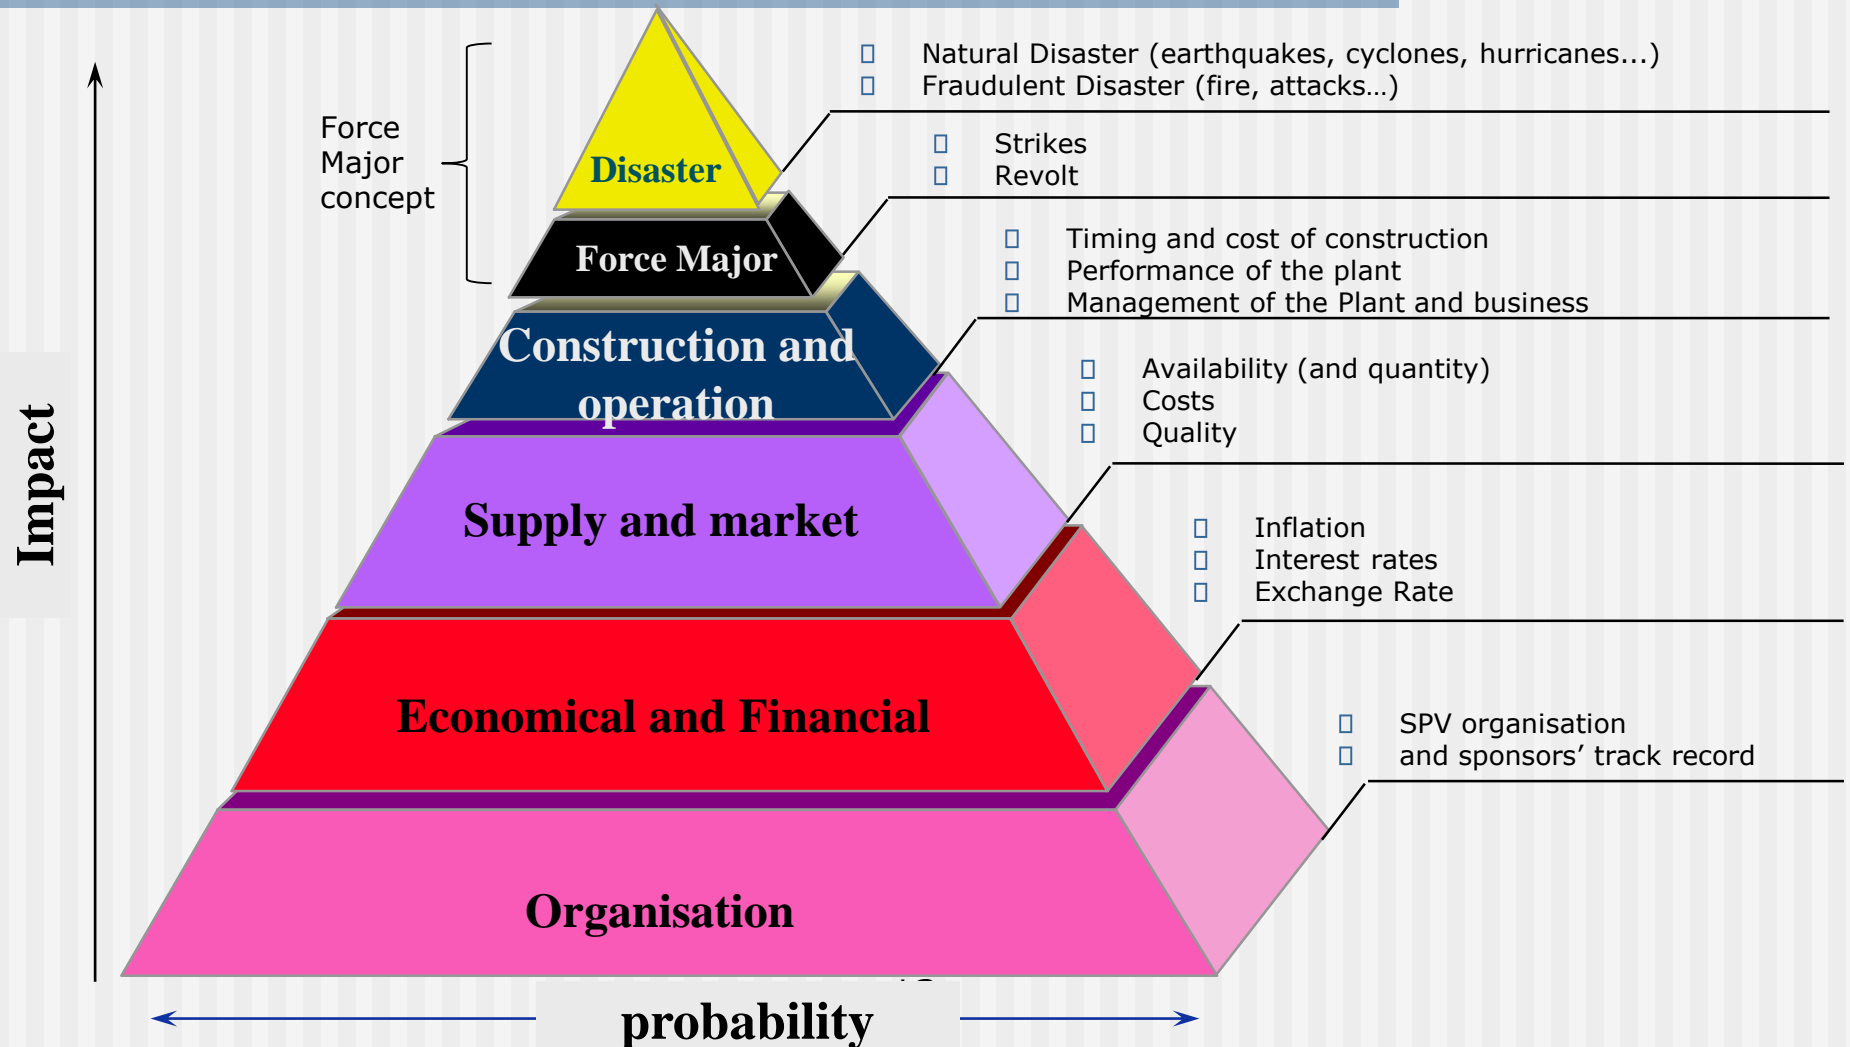 Natural Disaster (earthquakes, cyclones, hurricanes...)
Fraudulent Disaster (fire, attacks…)
Force
Major
concept
Disaster
Strikes
Revolt
Force Major
Timing and cost of construction
Performance of the plant
Management of the Plant and business
Construction and
operation
Availability (and quantity)
Costs
Quality
Impact
Supply and market
Inflation
Interest rates
Exchange Rate
Economical and Financial
SPV organisation
and sponsors’ track record
Organisation
probability